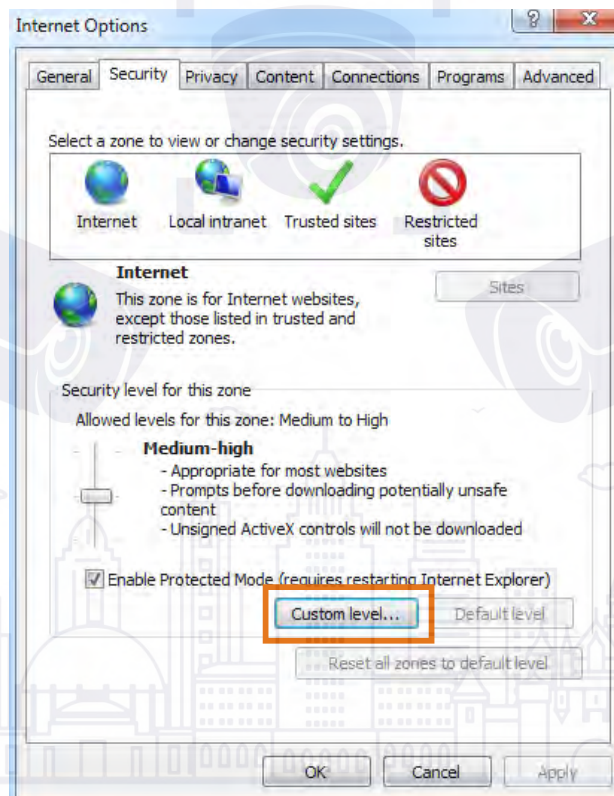 Internet Options
General Security Privacy Content Connections Programs Advanced
Select a zone to view or change security settings.
Internet Local intranet Trusted sites Restricted
sites
Internet
Sites
This zone is for Internet websites,
except those listed in trusted and
restricted zones.
Security level for this zone
Allowed levels for this zone: Medium to High
Medium-high
- Appropriate for most websites
- Prompts before downloading potentially unsafe
content
- Unsigned ActiveX controls will not be downloaded
Enable Protected Mode (requires restarting Internet Explorer)
Custom level... Default level
Reset all zones to default level
OK Cancel Apply